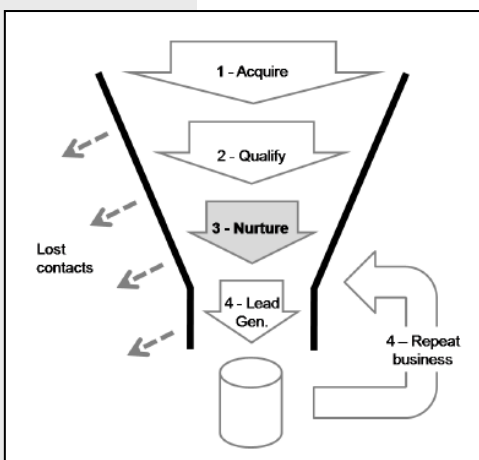 1 - Acquire
2 - Qualify
3 - Nurture
Lost
contacts
4 - Lead
Gen.
4 – Repeat
business